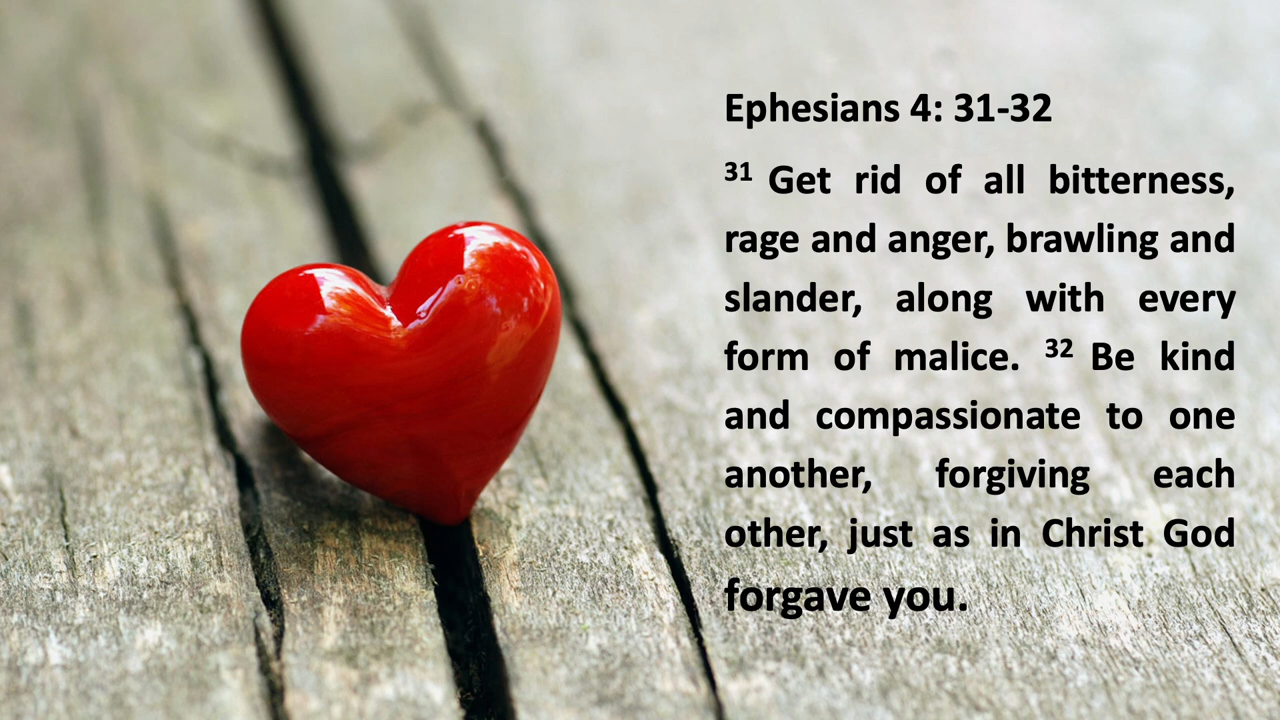 Ephesians 4: 31-32
31 Get rid of all bitterness,
rage and anger, brawling and
slander, along with every
form of malice. 32 Be kind
and compassionate to one
another, forgiving each
other, just as in Christ God
forgave you.